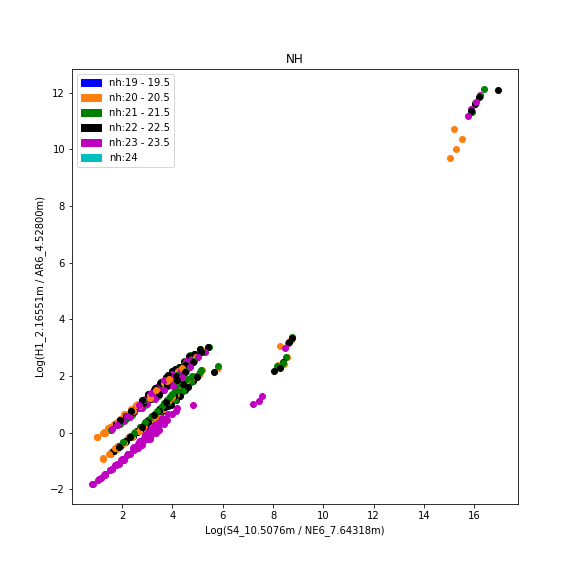 NH
nh:19 - 19.5
nh:20 - 20.5
nh:21 - 21.5
nh:22 - 22.5
nh:23 - 23.5
nh:24
12
10
8
6
4
2
0
−2
Log(H1_2.16551m / AR6_4.52800m)
2 4 6 8 10 12 14 16
Log(S4_10.5076m / NE6_7.64318m)